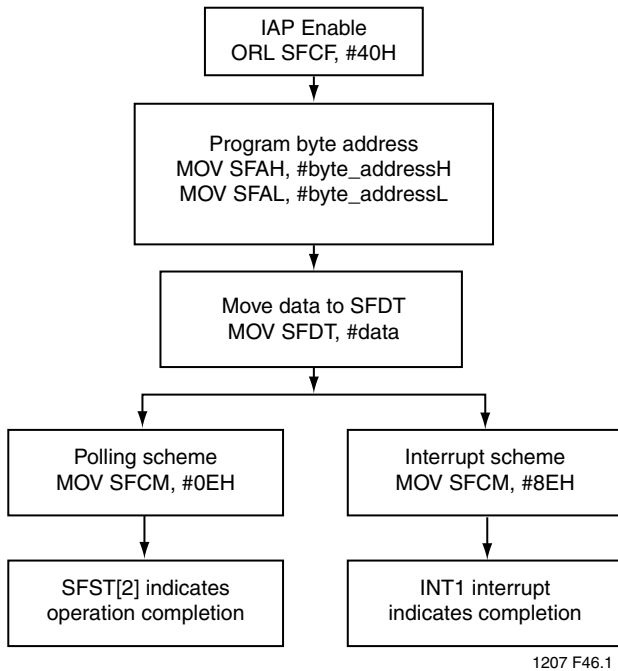 IAP Enable
ORL SFCF, #40H
Program byte address
MOV SFAH, #byte_addressH
MOV SFAL, #byte_addressL
Move data to SFDT
MOV SFDT, #data
Polling scheme
MOV SFCM, #0EH
Interrupt scheme
MOV SFCM, #8EH
SFST[2] indicates
operation completion
INT1 interrupt
indicates completion
1207 F46.1